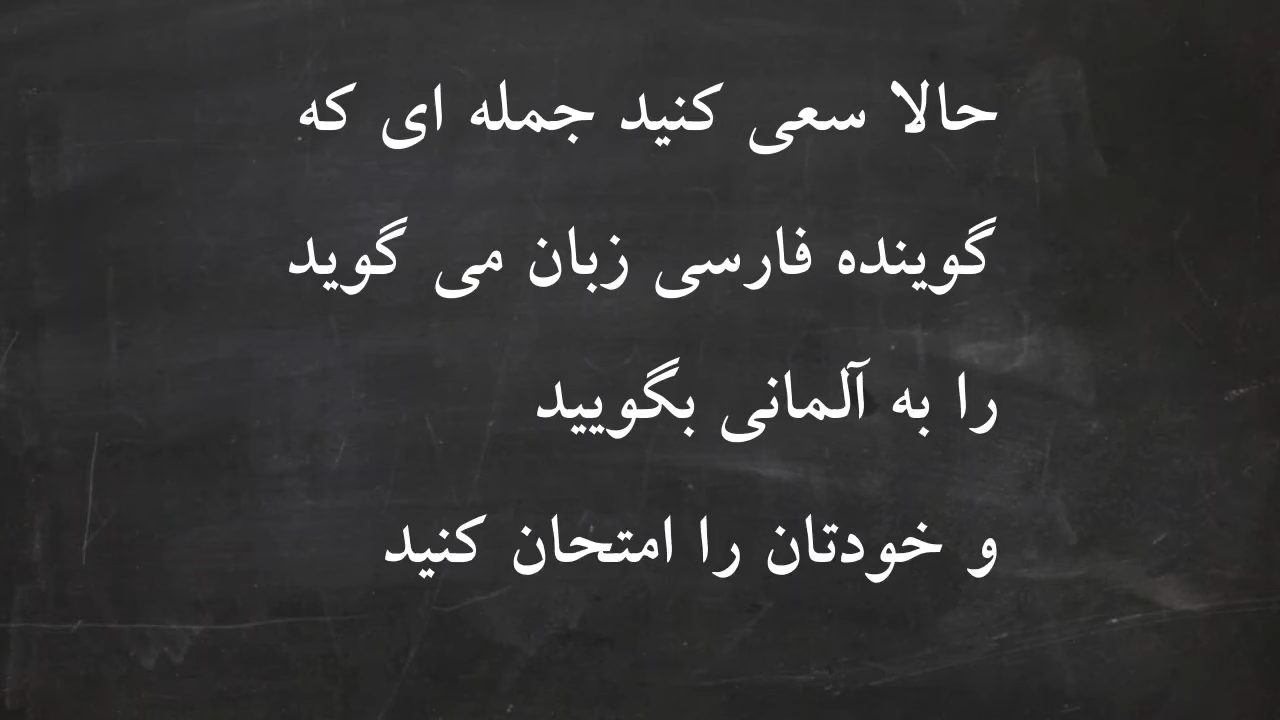 حالا سعی کنید جمله ای که
گوینده فارسی زبان می گوید
را به آلمانی بگویید
و خودتان را امتحان کنید